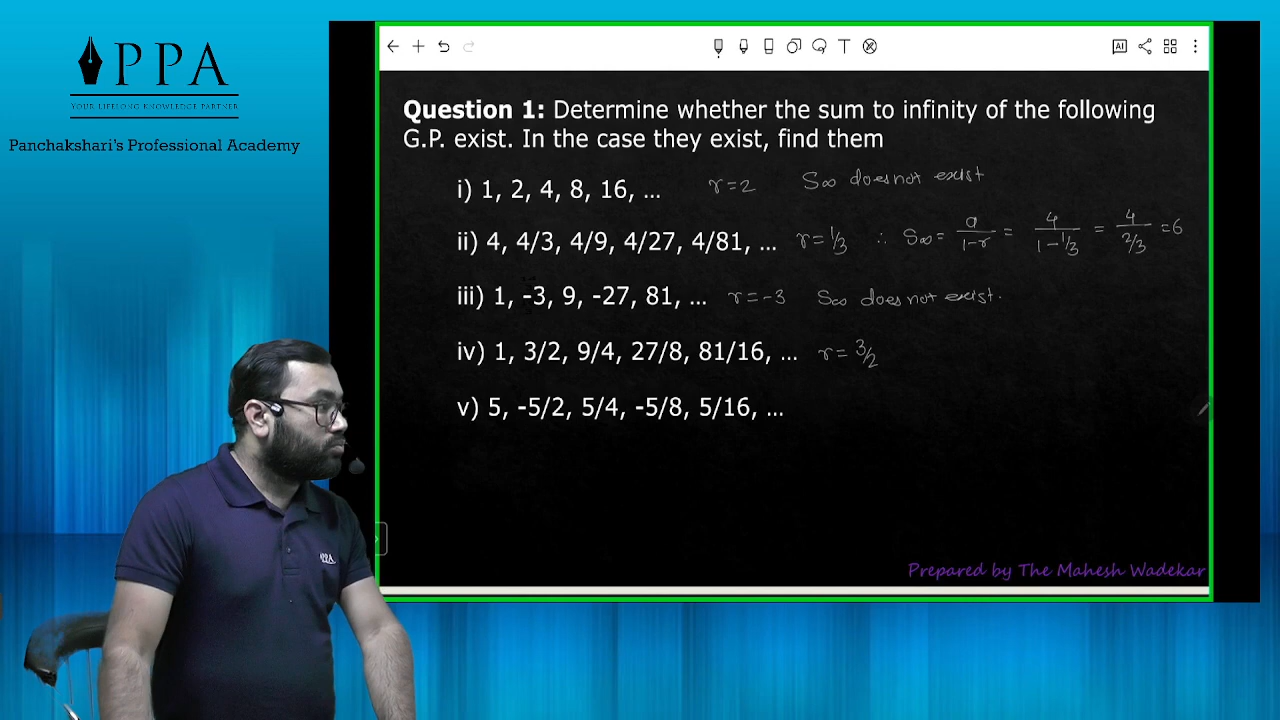 PPA
YOUR LIFELONG KNOWLEDGE PARTNER
Panchakshari's Professional Academy
AI
Question 1: Determine whether the sum to infinity of the following
G.P. exist. In the case they exist, find them
i) 1, 2, 4, 8, 16, ... r=2 S∞ does not exist
ii) 4, 4/3, 4/9, 4/27, 4/81, ... r=1/3 ∴ S∞= a/1-r = 4/1-1/3 = 4/2/3 =6
iii) 1, -3, 9, -27, 81, ... r=-3 S∞ does not exist.
iv) 1, 3/2, 9/4, 27/8, 81/16, ... r= 3/2
v) 5, -5/2, 5/4, -5/8, 5/16, ...
PPA
Prepared by The Mahesh Wadekar